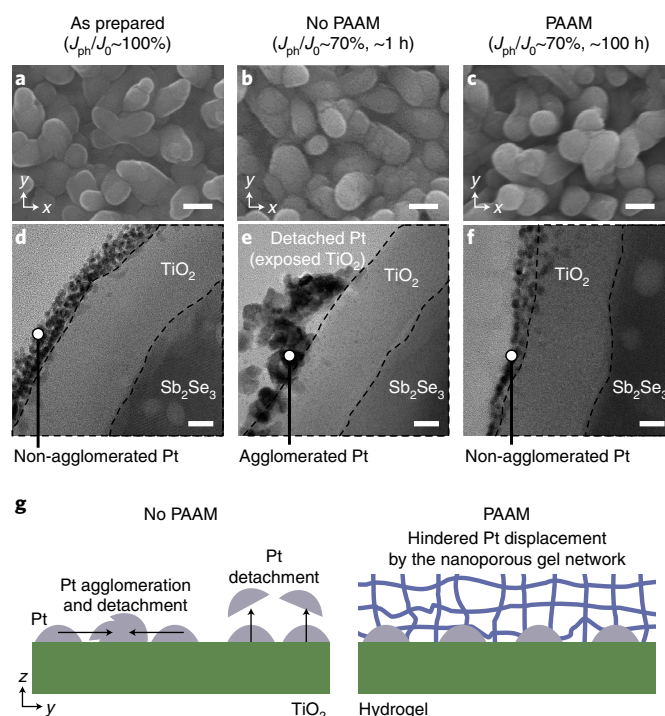 As prepared
(Jph/J0~100%)
No PAAM
(Jph/J0~70%, ~1 h)
PAAM
(Jph/J0~70%, ~100 h)
a
y
x
b
y
x
c
y
x
d
TiO2
Sb2Se3
Non-agglomerated Pt
e
Detached Pt
(exposed TiO2)
TiO2
Sb2Se3
Agglomerated Pt
f
TiO2
Sb2Se3
Non-agglomerated Pt
g
No PAAM
Pt agglomeration
and detachment
Pt
detachment
Pt
z
y
TiO2
PAAM
Hindered Pt displacement
by the nanoporous gel network
Hydrogel